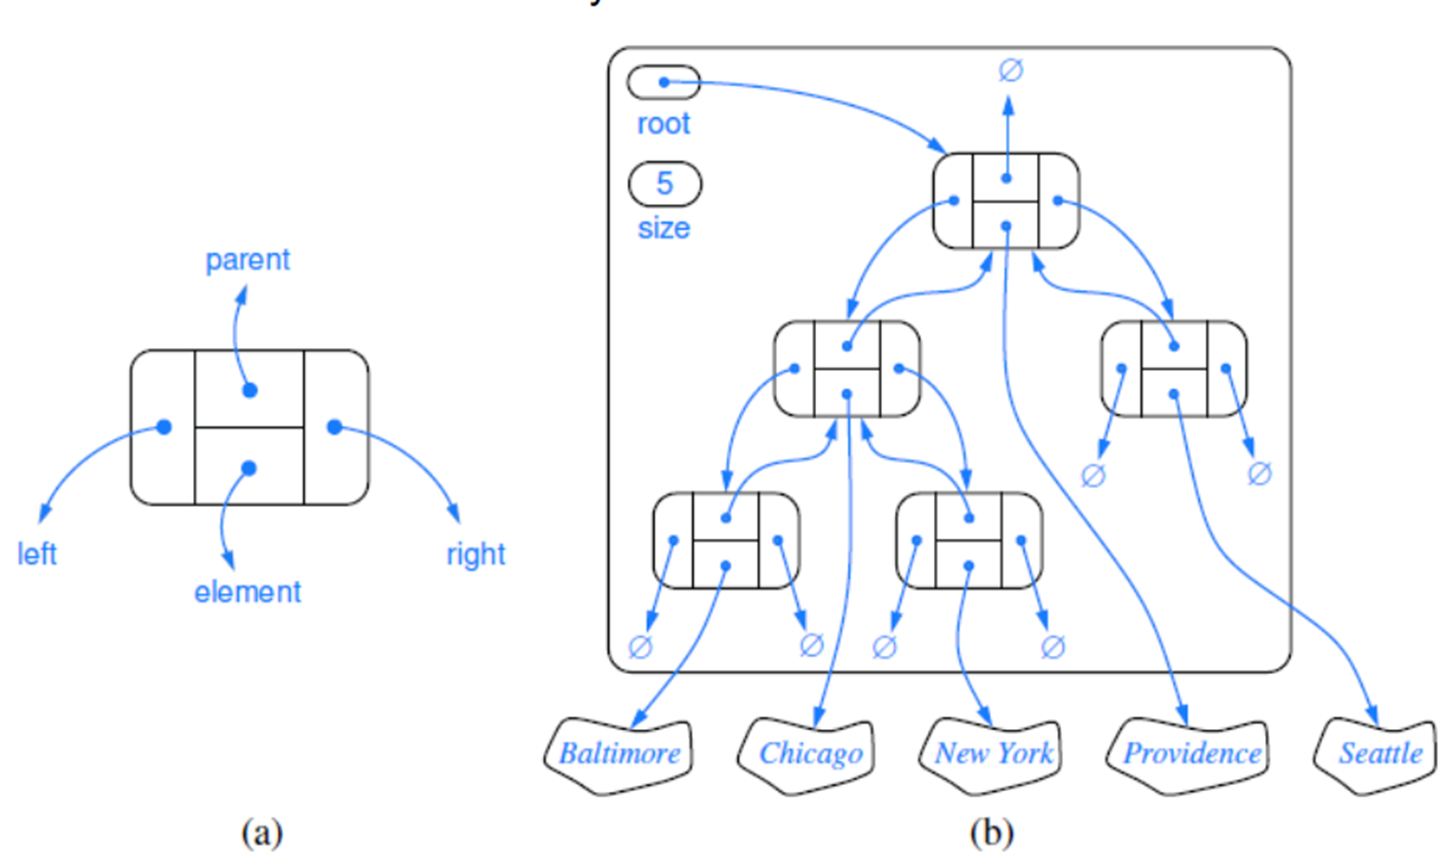 parent
left
right
element
(a)
∅
root
5
size
∅ ∅
∅ ∅ ∅ ∅
Baltimore Chicago New York Providence Seattle
(b)